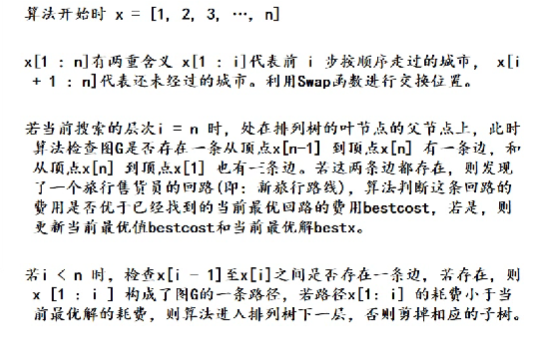 算法开始时 x = [1, 2, 3, …, n]
x[1 : n]有两重含义 x[1 : i]代表前 i 步按顺序走过的城市， x[i
+ 1 : n]代表还未经过的城市。利用Swap函数进行交换位置。
若当前搜索的层次i = n 时，处在排列树的叶节点的父节点上，此时
算法检查图G是否存在一条从顶点x[n-1] 到顶点x[n] 有一条边，和
从顶点x[n] 到顶点x[1] 也有一条边。若这两条边都存在，则发现
了一个旅行售货员的回路(即：新旅行路线)，算法判断这条回路的
费用是否优于已经找到的当前最优回路的费用bestcost，若是，则
更新当前最优值bestcost和当前最优解bestx。
若i < n 时，检查x[i - 1]至x[i]之间是否存在一条边，若存在，则
x [1 : i ] 构成了图G的一条路径，若路径x[1: i] 的耗费小于当
前最优解的耗费，则算法进入排列树下一层，否则剪掉相应的子树。